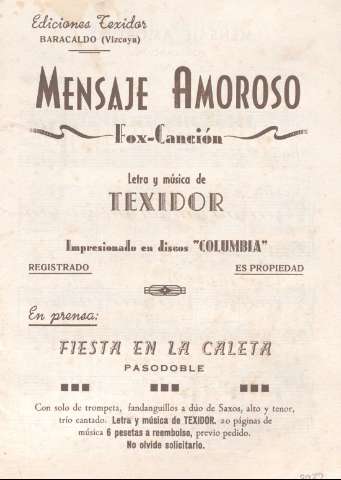 Ediciones Texidor
BARACALDO (Vizcaya)
MENSAJE AMOROSO
Fox-Canción
Letra y música de
TEXIDOR
Impresionado en discos "COLUMBIA"
REGISTRADO ES PROPIEDAD
En prensa:
FIESTA EN LA CALETA
PASODOBLE
Con solo de trompeta, fandanguillos a dúo de Saxos, alto y tenor,
trío cantado. Letra y música de TEXIDOR. 20 páginas de
música 6 pesetas a reembolso, previo pedido.
No olvide solicitarlo.